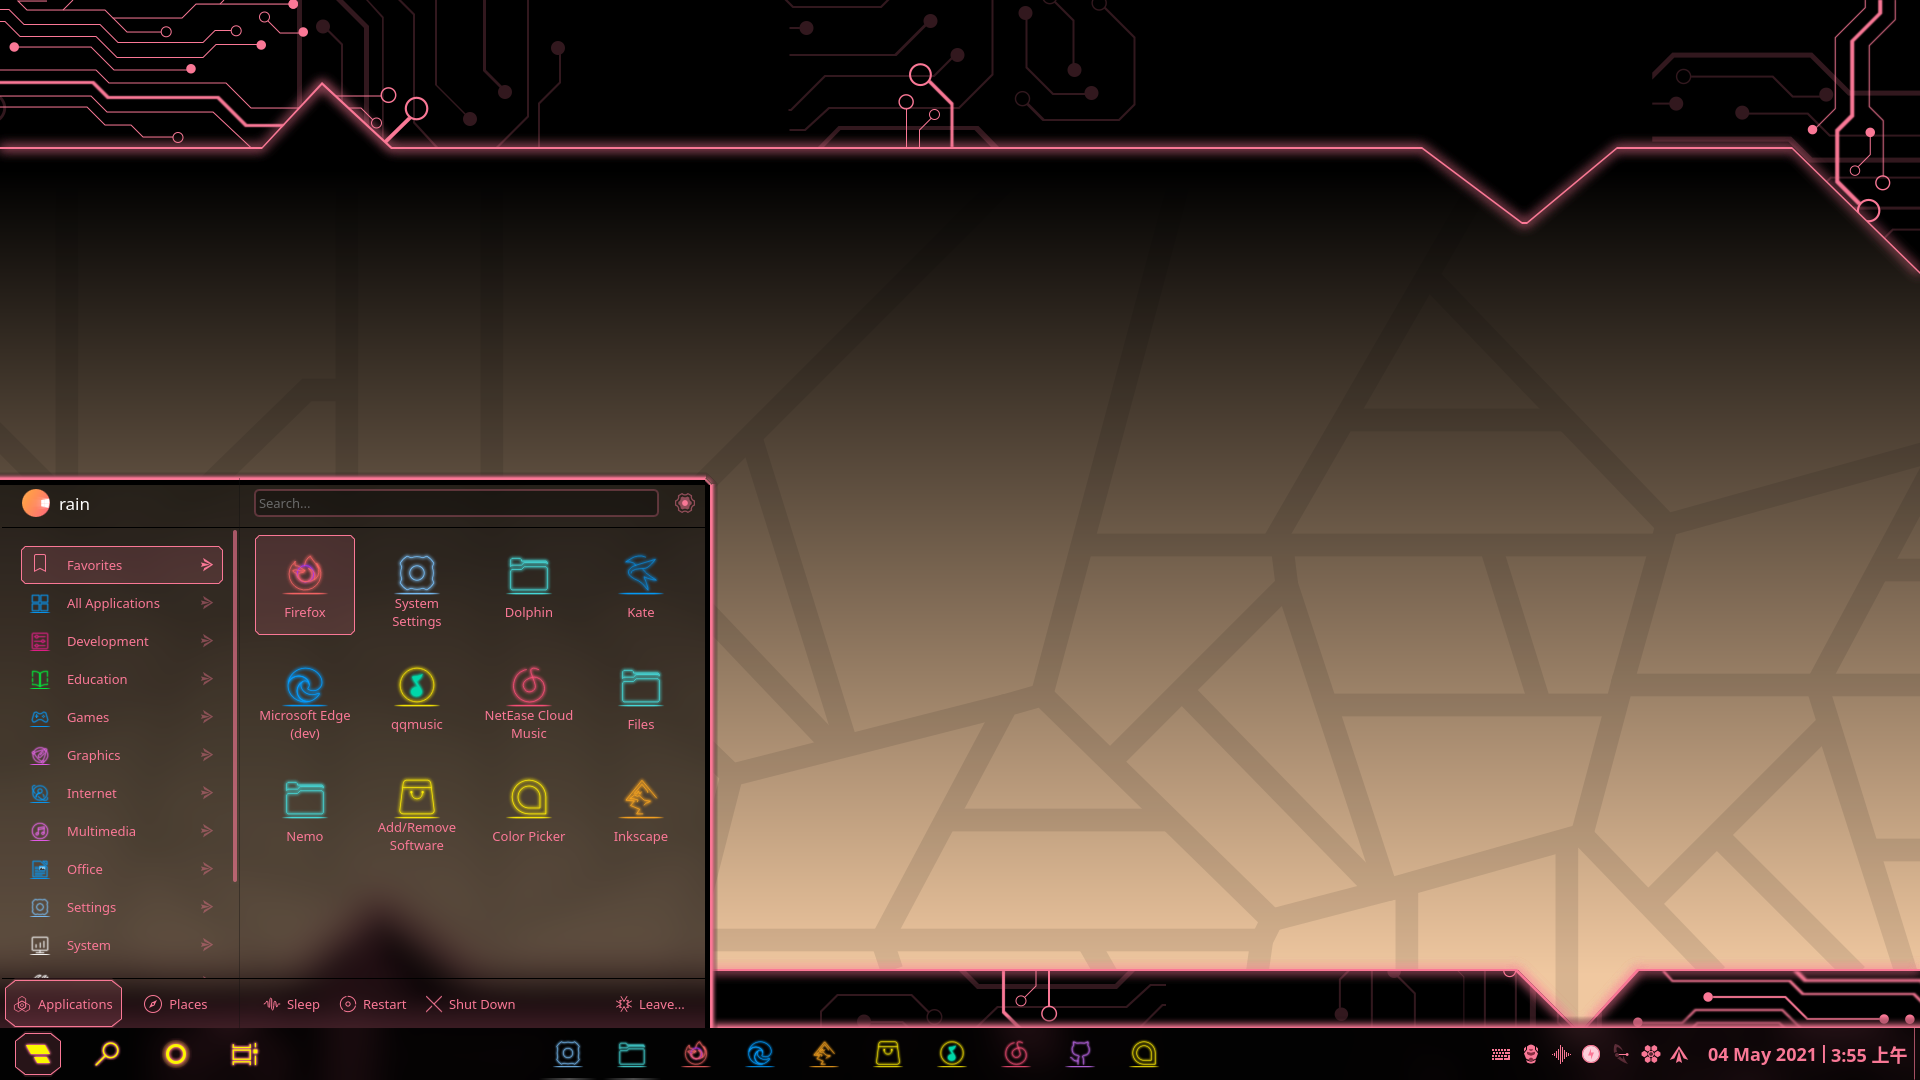 rain
Search...
Favorites
All Applications
Development
Education
Games
Graphics
Internet
Multimedia
Office
Settings
System
Firefox
System
Settings
Dolphin
Kate
Microsoft Edge
(dev)
qqmusic
NetEase Cloud
Music
Files
Nemo
Add/Remove
Software
Color Picker
Inkscape
Applications
Places
Sleep
Restart
Shut Down
Leave...
04 May 2021
3:55 上午